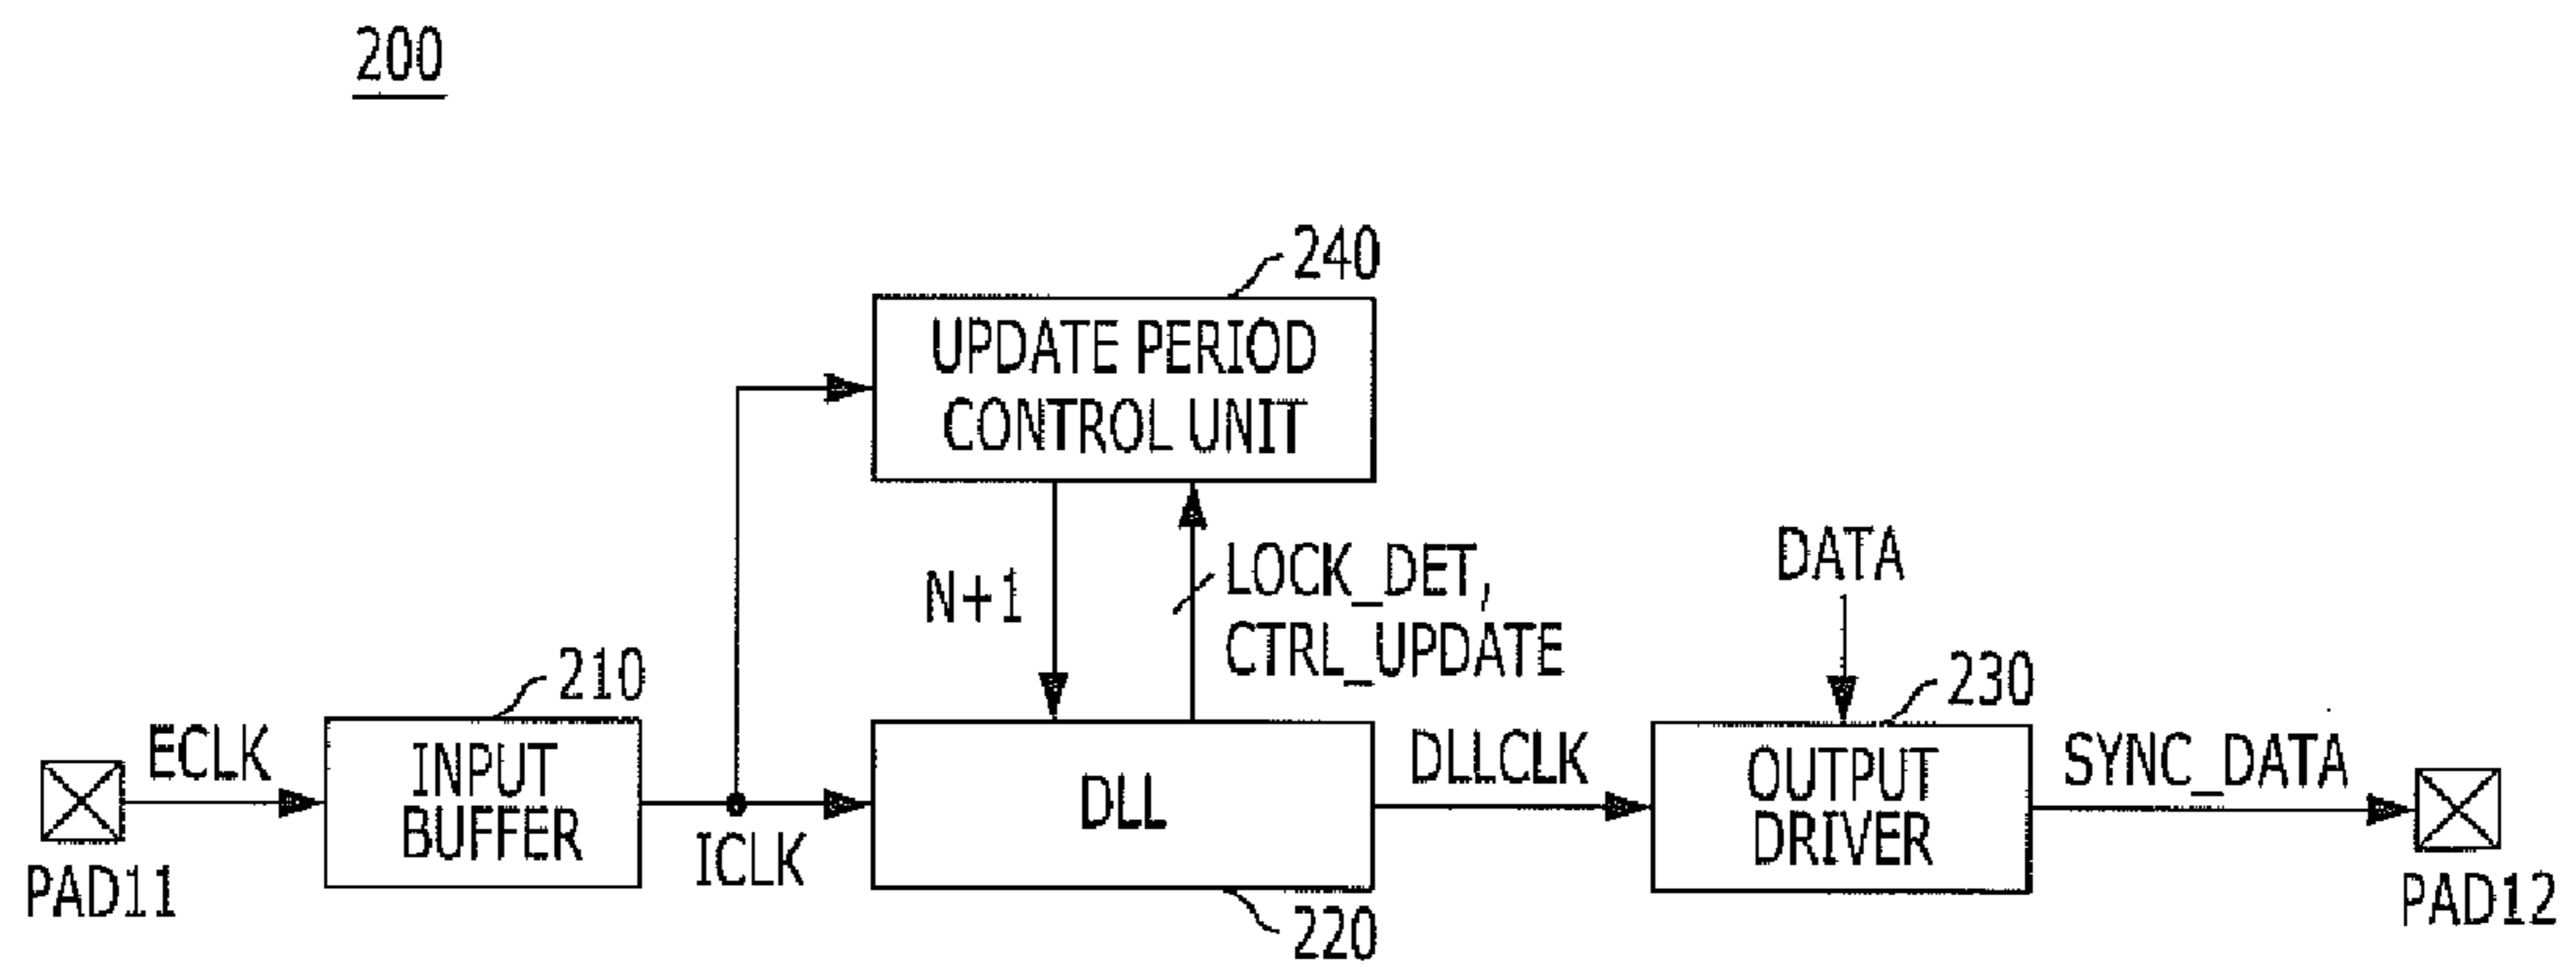 200
240
UPDATE PERIOD
CONTROL UNIT
N+1
LOCK_DET,
CTRL_UPDATE
DATA
210
230
ECLK
INPUT
BUFFER
ICLK
DLL
220
DLLCLK
OUTPUT
DRIVER
SYNC_DATA
PAD11
PAD12